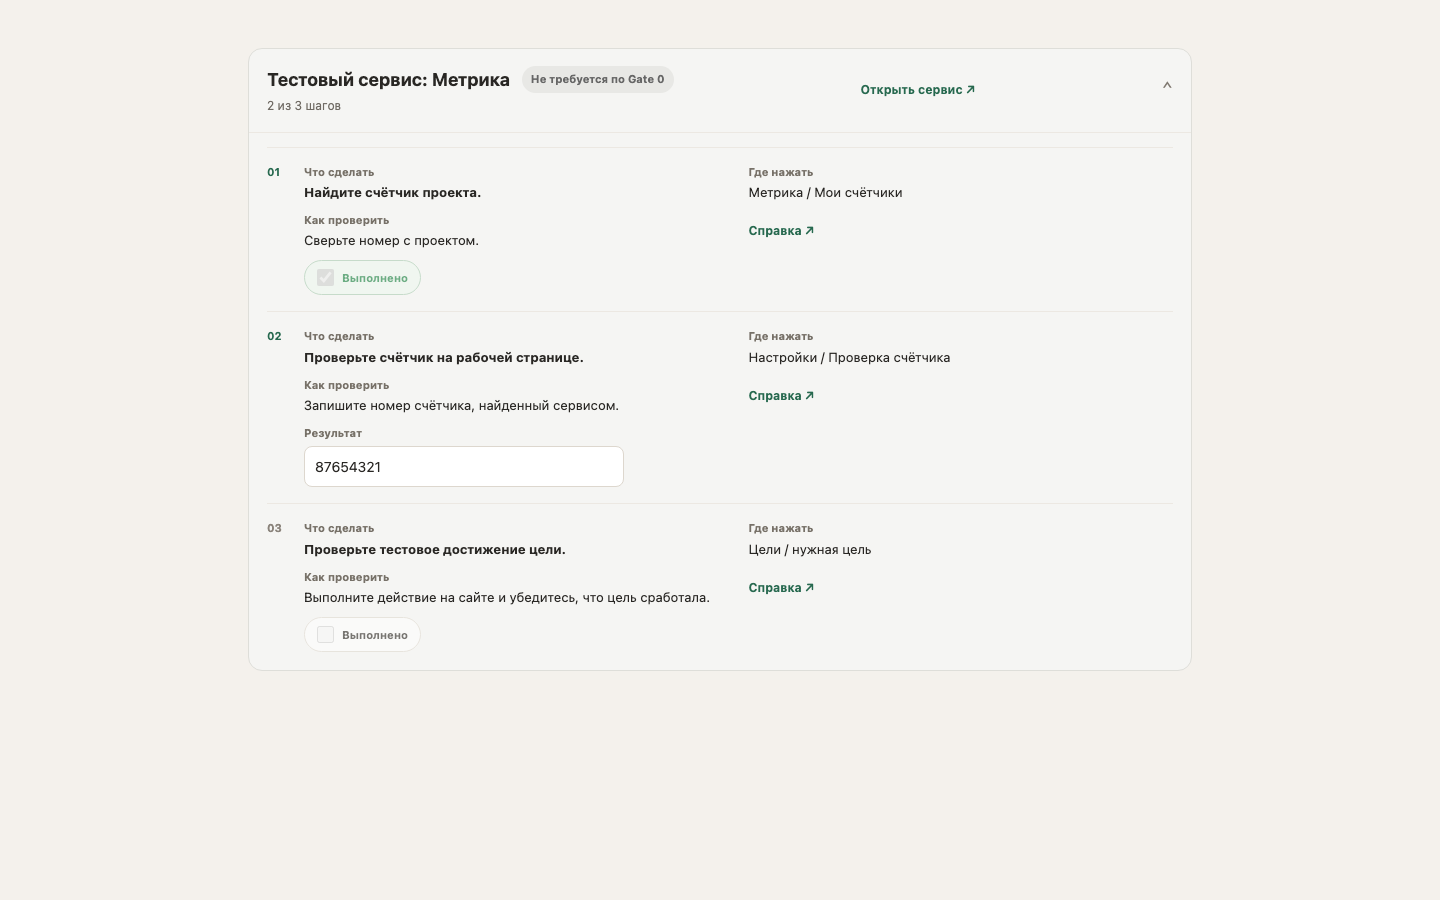 Тестовый сервис: Метрика
Не требуется по Gate 0
2 из 3 шагов
Открыть сервис ↗
01
Что сделать
Найдите счётчик проекта.
Как проверить
Сверьте номер с проектом.
Выполнено
Где нажать
Метрика / Мои счётчики
Справка ↗
02
Что сделать
Проверьте счётчик на рабочей странице.
Как проверить
Запишите номер счётчика, найденный сервисом.
Результат
87654321
Где нажать
Настройки / Проверка счётчика
Справка ↗
03
Что сделать
Проверьте тестовое достижение цели.
Как проверить
Выполните действие на сайте и убедитесь, что цель сработала.
Выполнено
Где нажать
Цели / нужная цель
Справка ↗